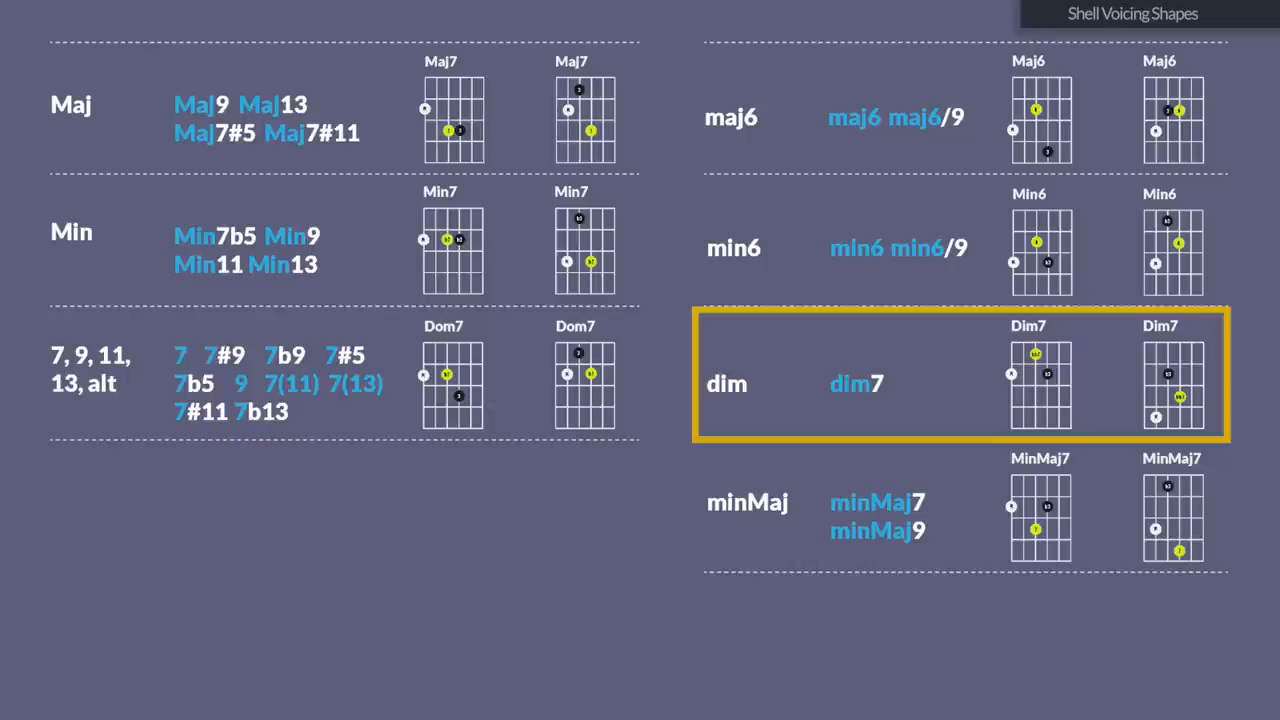 Shell Voicing Shapes
Maj
Maj9 Maj13
Maj7#5 Maj7#11
Maj7
Maj7
Min
Min7b5 Min9
Min11 Min13
Min7
Min7
7, 9, 11,
13, alt
7 7#9 7b9 7#5
7b5 9 7(11) 7(13)
7#11 7b13
Dom7
Dom7
maj6
maj6 maj6/9
Maj6
Maj6
min6
min6 min6/9
Min6
Min6
dim
dim7
Dim7
Dim7
minMaj
minMaj7
minMaj9
MinMaj7
MinMaj7